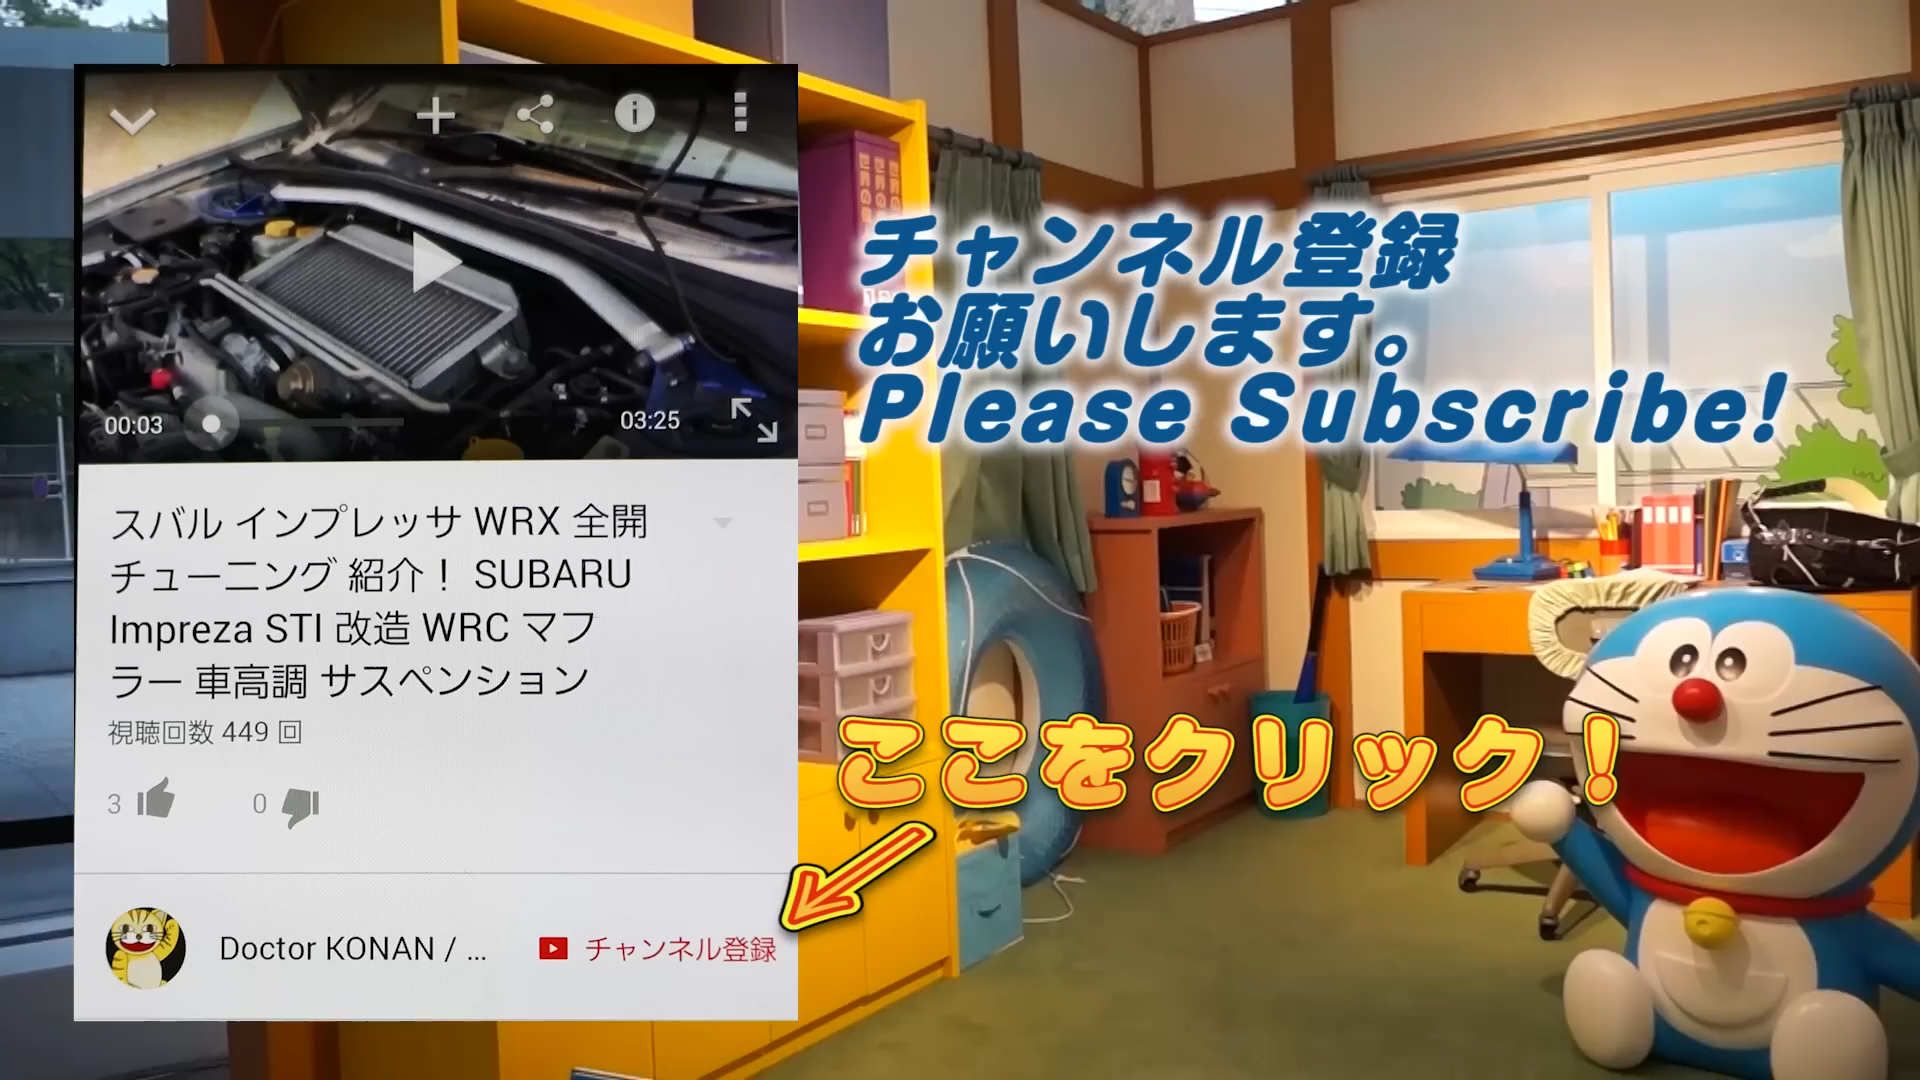 00:03
03:25
スバル インプレッサ WRX 全開
チューニング 紹介！ SUBARU
Impreza STI 改造 WRC マフ
ラー 車高調 サスペンション
視聴回数 449 回
3
0
Doctor KONAN / ...
チャンネル登録
チャンネル登録
お願いします。
Please Subscribe!
ここをクリック！